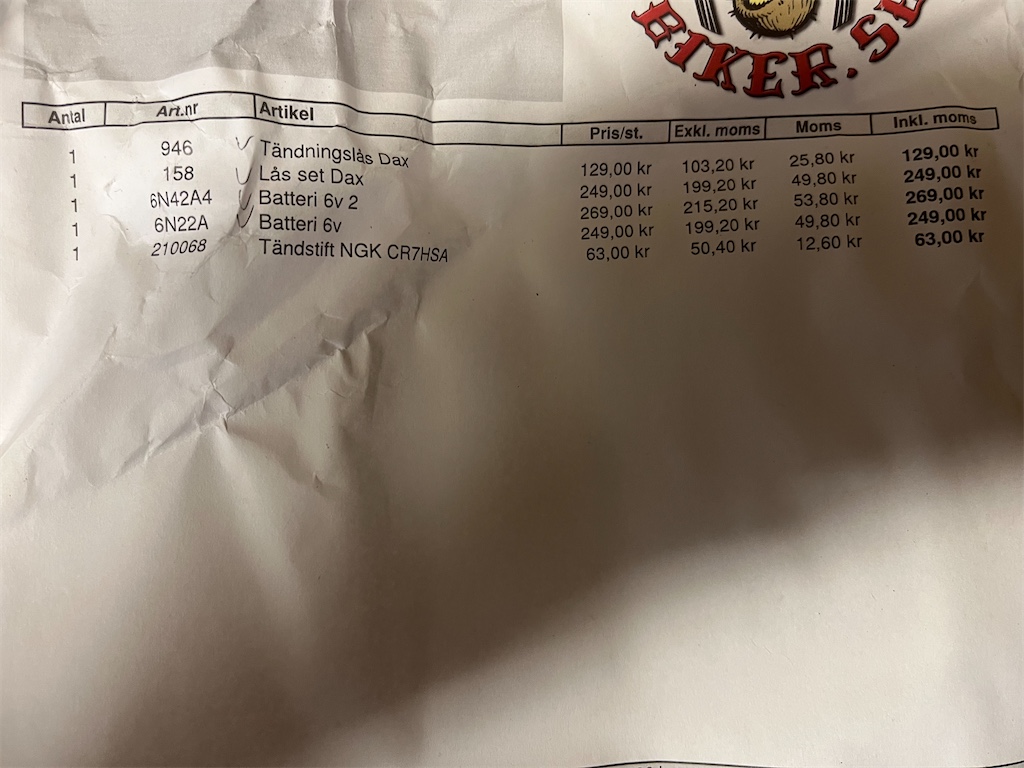 BIKER.SE
Antal Art.nr Artikel Pris/st. Exkl. moms Moms Inkl. moms
1 946 Tändningslås Dax 129,00 kr 103,20 kr 25,80 kr 129,00 kr
1 158 Lås set Dax 249,00 kr 199,20 kr 49,80 kr 249,00 kr
1 6N42A4 Batteri 6v 2 269,00 kr 215,20 kr 53,80 kr 269,00 kr
1 6N22A Batteri 6v 249,00 kr 199,20 kr 49,80 kr 249,00 kr
1 210068 Tändstift NGK CR7HSA 63,00 kr 50,40 kr 12,60 kr 63,00 kr